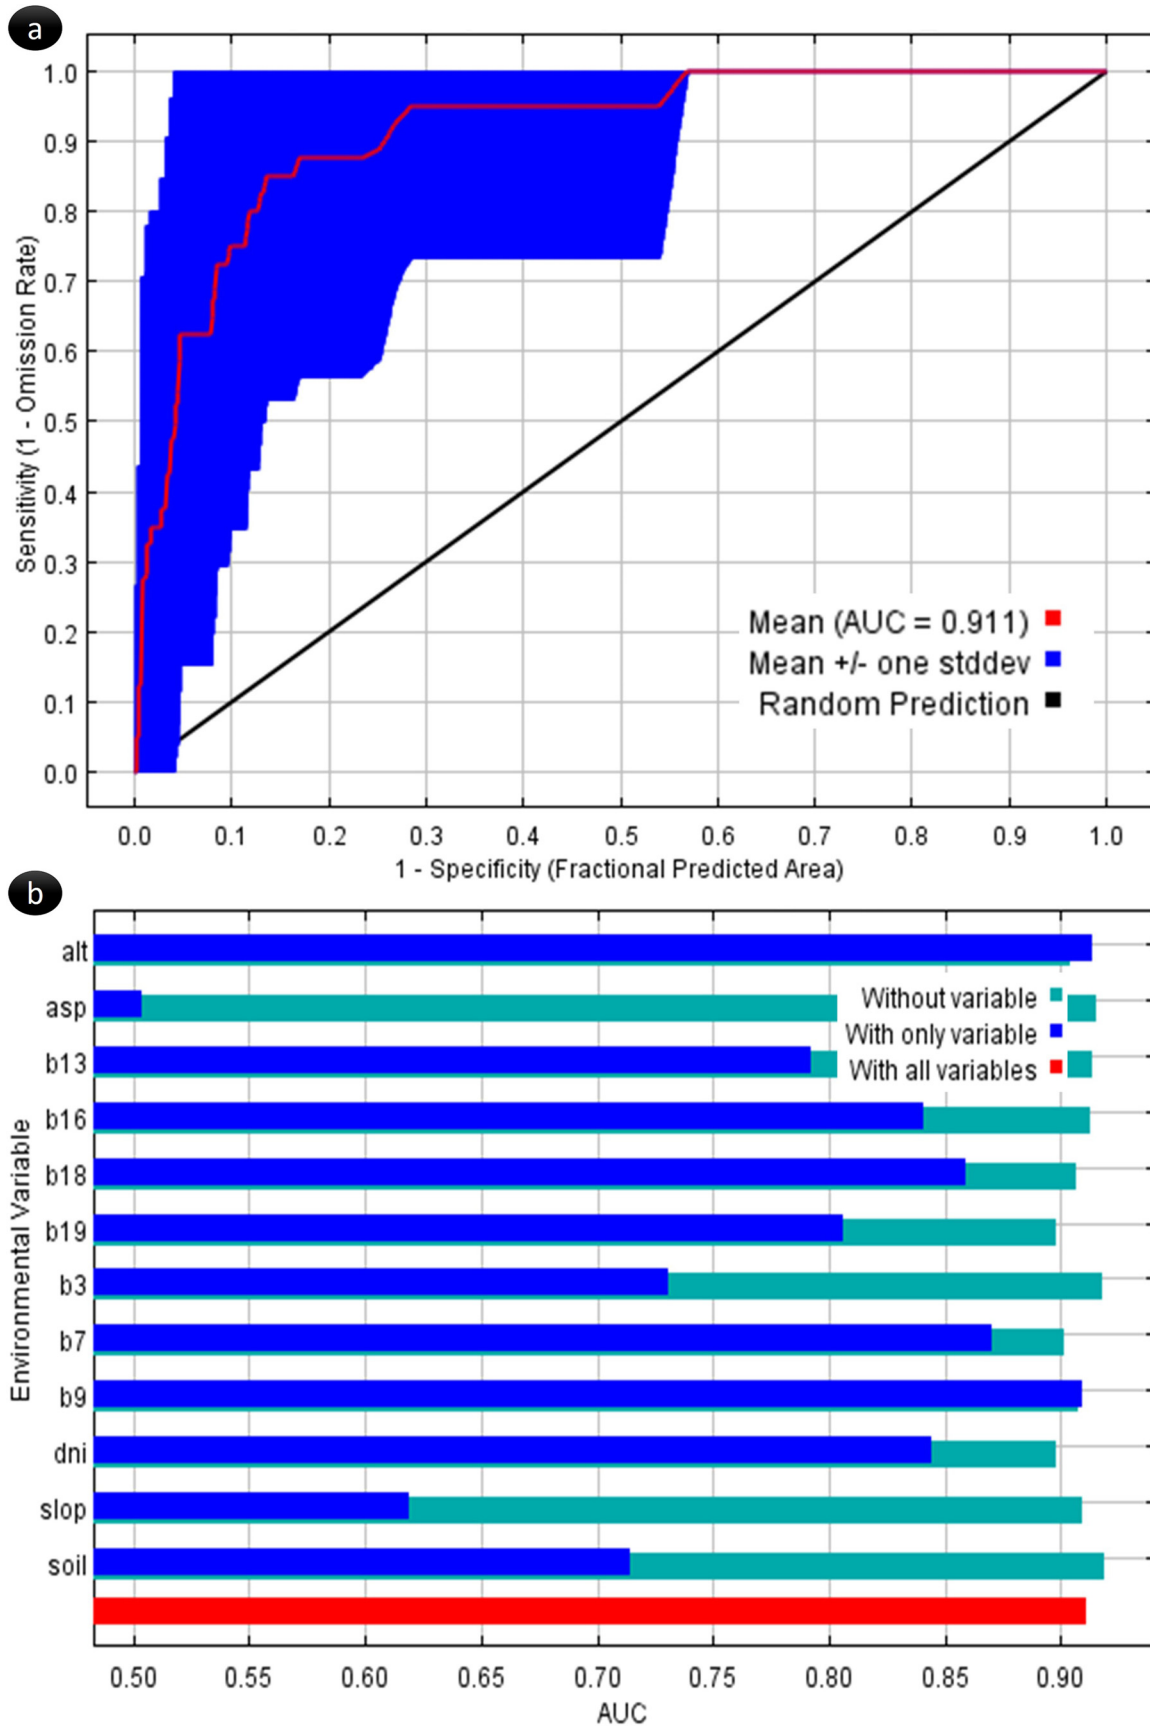 a
1.0
0.9
0.8
0.7
0.6
0.5
0.4
0.3
0.2
0.1
0.0
Sensitivity (1 - Omission Rate)
Mean (AUC = 0.911)
Mean +/- one stddev
Random Prediction
0.0 0.1 0.2 0.3 0.4 0.5 0.6 0.7 0.8 0.9 1.0
1 - Specificity (Fractional Predicted Area)
b
Environmental Variable
alt
asp
b13
b16
b18
b19
b3
b7
b9
dni
slop
soil
Without variable
With only variable
With all variables
0.50 0.55 0.60 0.65 0.70 0.75 0.80 0.85 0.90
AUC